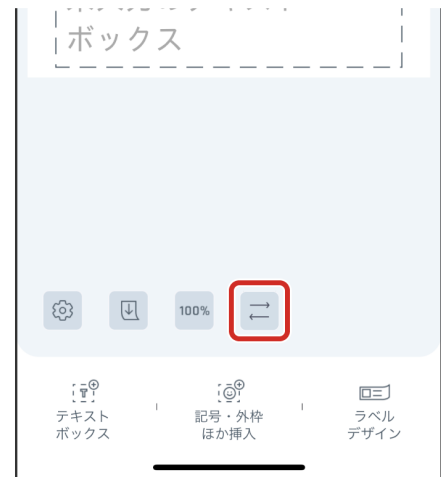 ボックス
100%
テキスト
ボックス
記号・外枠
ほか挿入
ラベル
デザイン